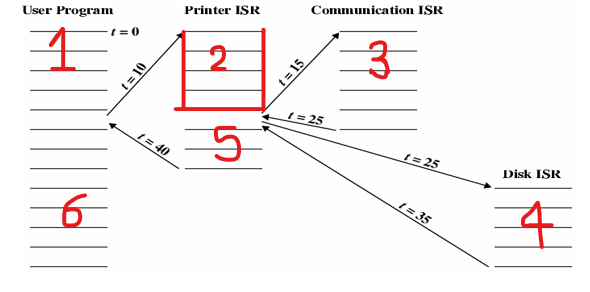 User Program Printer ISR Communication ISR
t = 0
1 2 3
t = 10 t = 15
t = 25
5
t = 40 t = 25
Disk ISR
6 t = 35 4